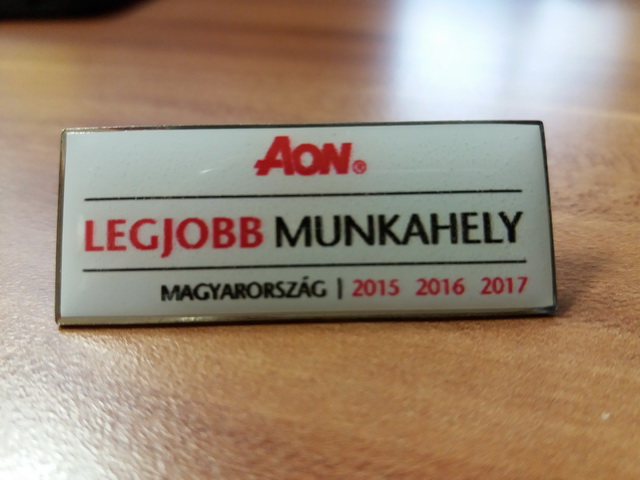 AON®
LEGJOBB MUNKAHELY
MAGYARORSZÁG | 2015 2016 2017